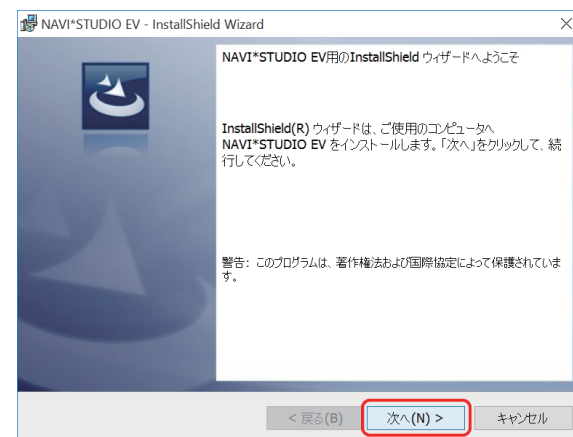 NAVI*STUDIO EV - InstallShield Wizard
NAVI*STUDIO EV用のInstallShield ウィザードへようこそ
InstallShield(R) ウィザードは、ご使用のコンピュータへ
NAVI*STUDIO EV をインストールします。「次へ」をクリックして、続
行してください。
警告: このプログラムは、著作権法および国際協定によって保護されていま
す。
< 戻る(B)
次へ(N) >
キャンセル